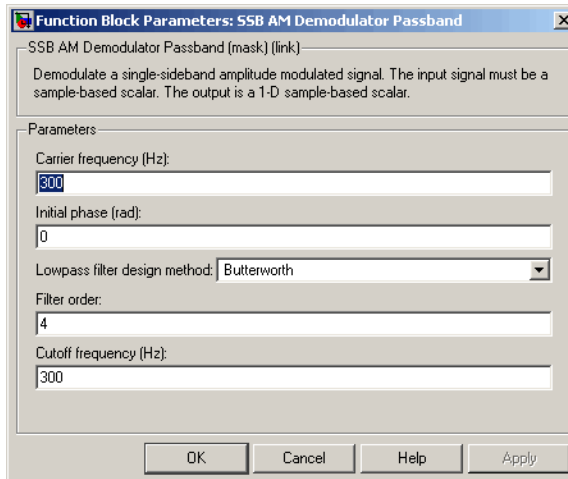 Function Block Parameters: SSB AM Demodulator Passband
SSB AM Demodulator Passband (mask) (link)
Demodulate a single-sideband amplitude modulated signal. The input signal must be a
sample-based scalar. The output is a 1-D sample-based scalar.
Parameters
Carrier frequency (Hz):
300
Initial phase (rad):
0
Lowpass filter design method: Butterworth
Filter order:
4
Cutoff frequency (Hz):
300
OK Cancel Help Apply